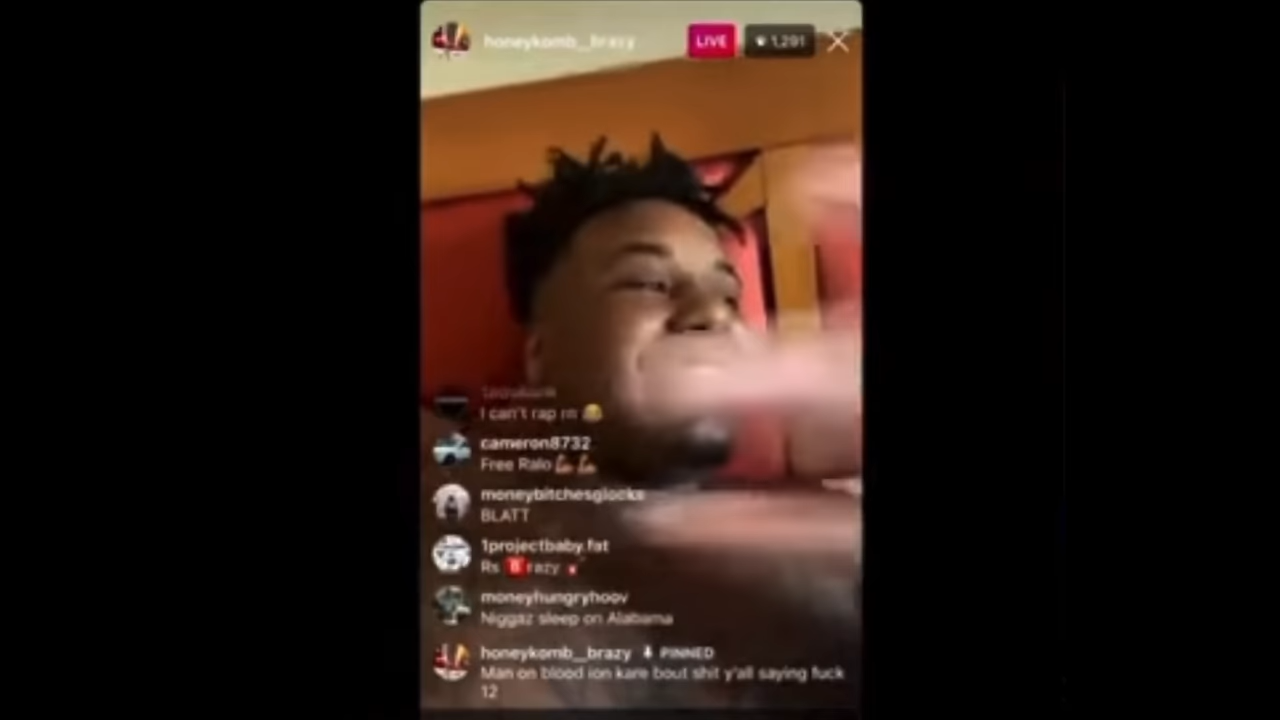 honeykomb__brazy
LIVE
1,291
I can't rap rn 😂
cameron8732
Free Ralo 💪🏾💪🏾
moneybitchesglocks
BLATT
1projectbaby.fat
Rs 🅱️razy 🧨
moneyhungryhoov
Niggaz sleep on Alabama
honeykomb__brazy PINNED
Man on blood ion kare bout shit y'all saying fuck
12